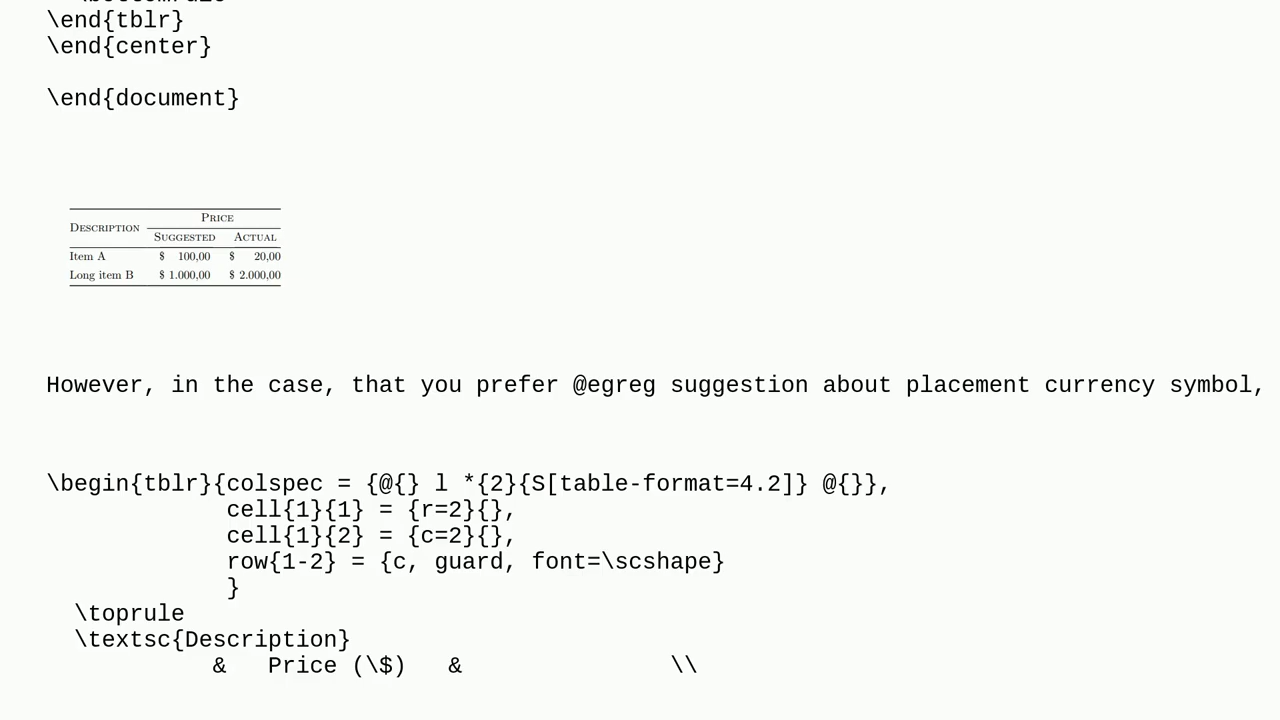 \end{tblr}
\end{center}
\end{document}
PRICE
DESCRIPTION
SUGGESTED ACTUAL
Item A $ 100,00 $ 20,00
Long item B $ 1.000,00 $ 2.000,00
However, in the case, that you prefer @egreg suggestion about placement currency symbol,
\begin{tblr}{colspec = {@{} l *{2}{S[table-format=4.2]} @{}},
cell{1}{1} = {r=2}{},
cell{1}{2} = {c=2}{},
row{1-2} = {c, guard, font=\scshape}
}
\toprule
\textsc{Description}
& Price (\$) & \\